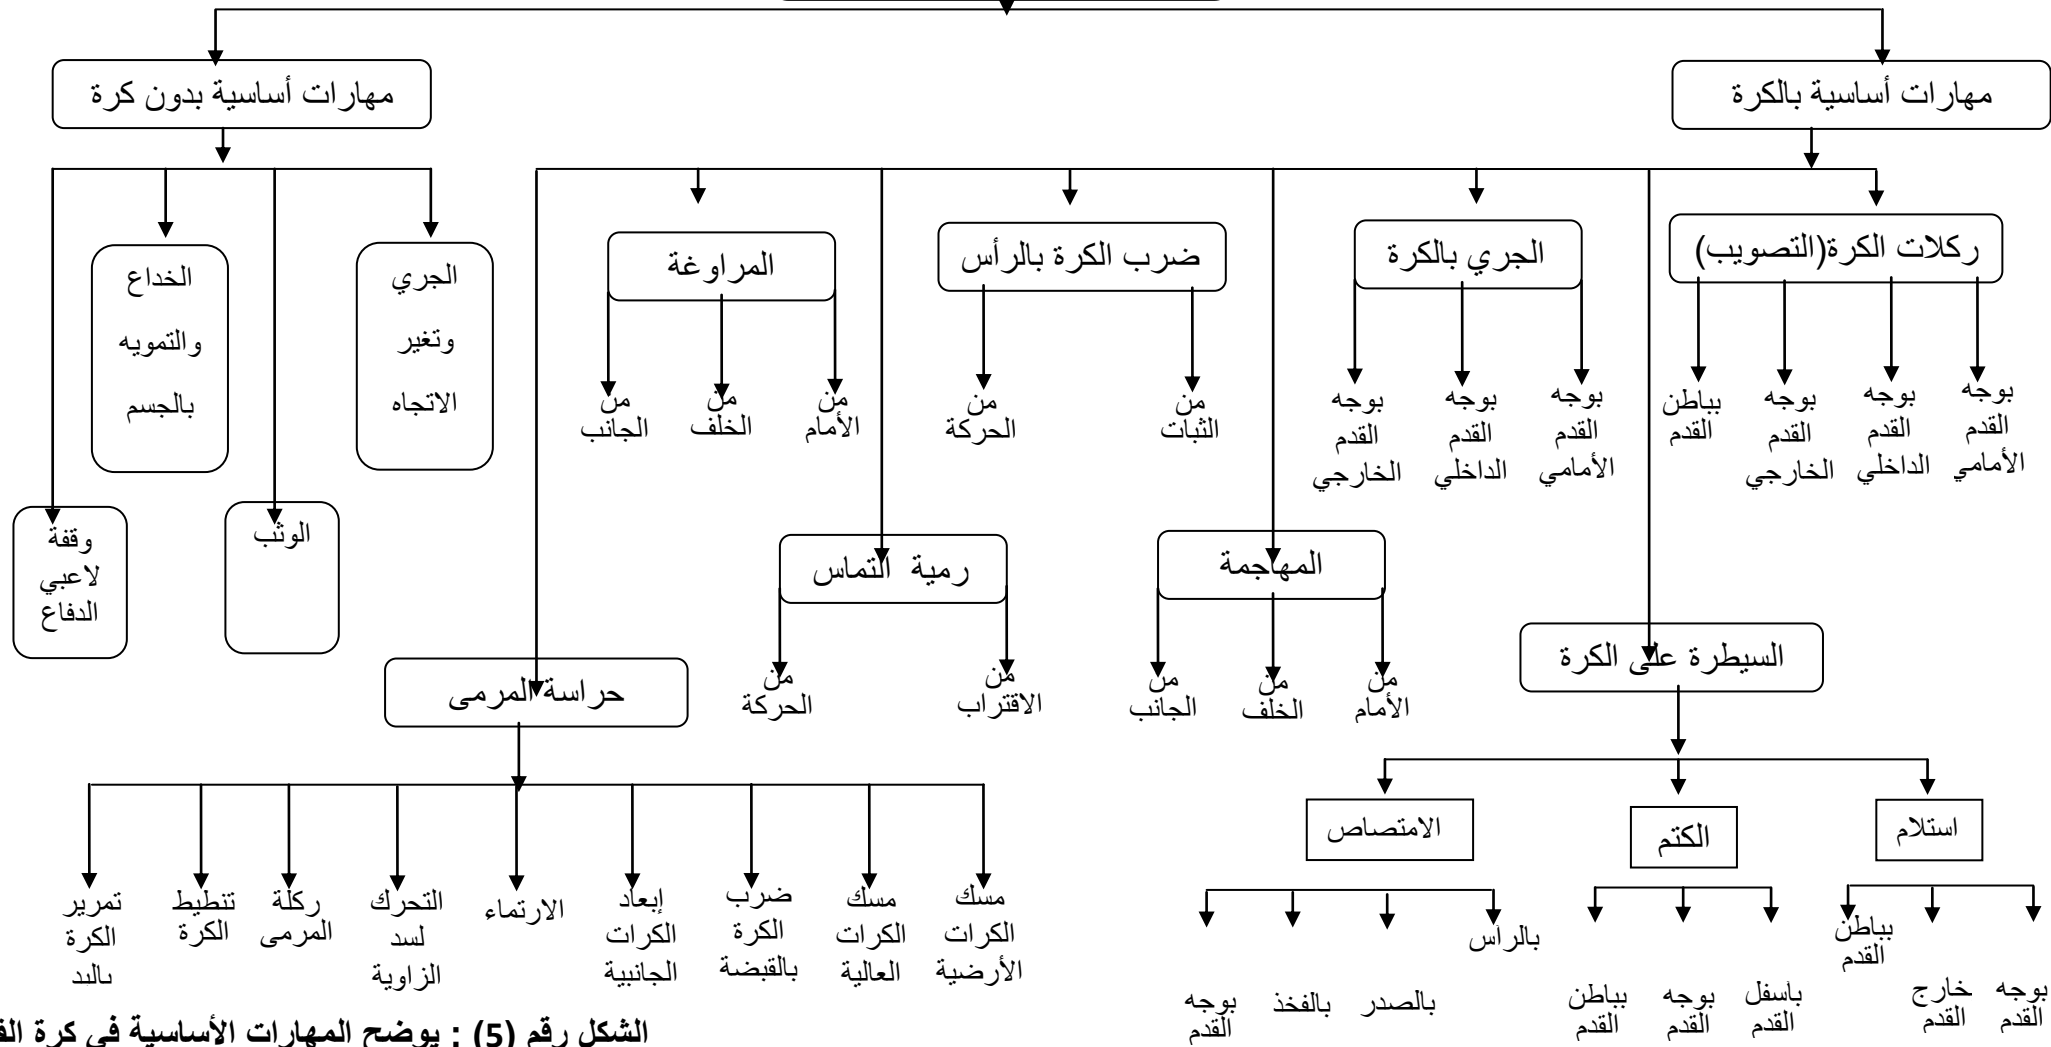 مهارات أساسية بالكرة
مهارات أساسية بدون كرة
ركلات الكرة(التصويب)
الجري بالكرة
ضرب الكرة بالرأس
المراوغة
الجري
وتغير
الاتجاه
الخداع
والتمويه
بالجسم
بوجه
القدم
الأمامي
بوجه
القدم
الداخلي
بوجه
القدم
الخارجي
بباطن
القدم
بوجه
القدم
الأمامي
بوجه
القدم
الداخلي
بوجه
القدم
الخارجي
من
الثبات
من
الحركة
من
الأمام
من
الخلف
من
الجانب
الوثب
وقفة
لاعبي
الدفاع
المهاجمة
رمية التماس
السيطرة على الكرة
حراسة المرمى
من
الأمام
من
الخلف
من
الجانب
من
الاقتراب
من
الحركة
استلام
الكتم
الامتصاص
بوجه
القدم
خارج
القدم
بباطن
القدم
بأسفل
القدم
بوجه
القدم
بباطن
القدم
بالرأس
بالصدر
بالفخذ
بوجه
القدم
مسك
الكرات
الأرضية
مسك
الكرات
العالية
ضرب
الكرة
بالقبضة
إبعاد
الكرات
الجانبية
الارتماء
التحرك
لسد
الزاوية
ركلة
المرمى
تنطيط
الكرة
تمرير
الكرة
باليد
الشكل رقم (5) : يوضح المهارات الأساسية في كرة